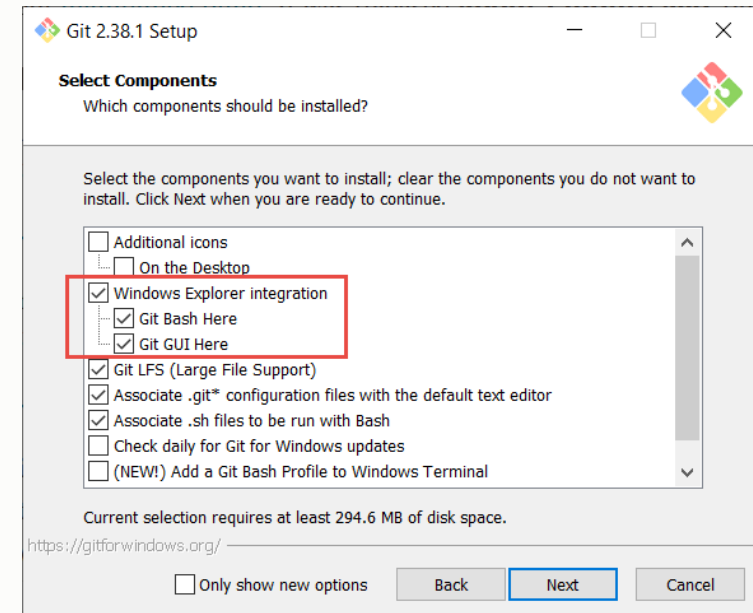 Git 2.38.1 Setup
Select Components
Which components should be installed?
Select the components you want to install; clear the components you do not want to
install. Click Next when you are ready to continue.
Additional icons
On the Desktop
Windows Explorer integration
Git Bash Here
Git GUI Here
Git LFS (Large File Support)
Associate .git* configuration files with the default text editor
Associate .sh files to be run with Bash
Check daily for Git for Windows updates
(NEW!) Add a Git Bash Profile to Windows Terminal
Current selection requires at least 294.6 MB of disk space.
https://gitforwindows.org/
Only show new options
Back
Next
Cancel